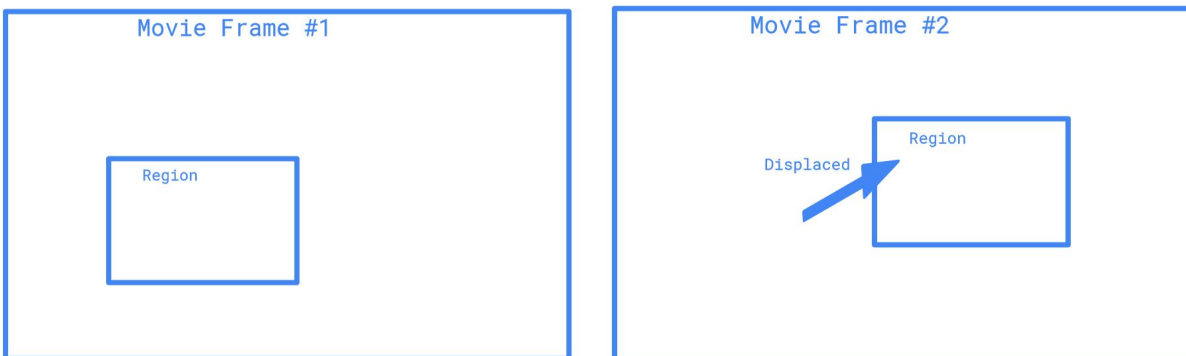 Movie Frame #1
Region
Movie Frame #2
Region
Displaced